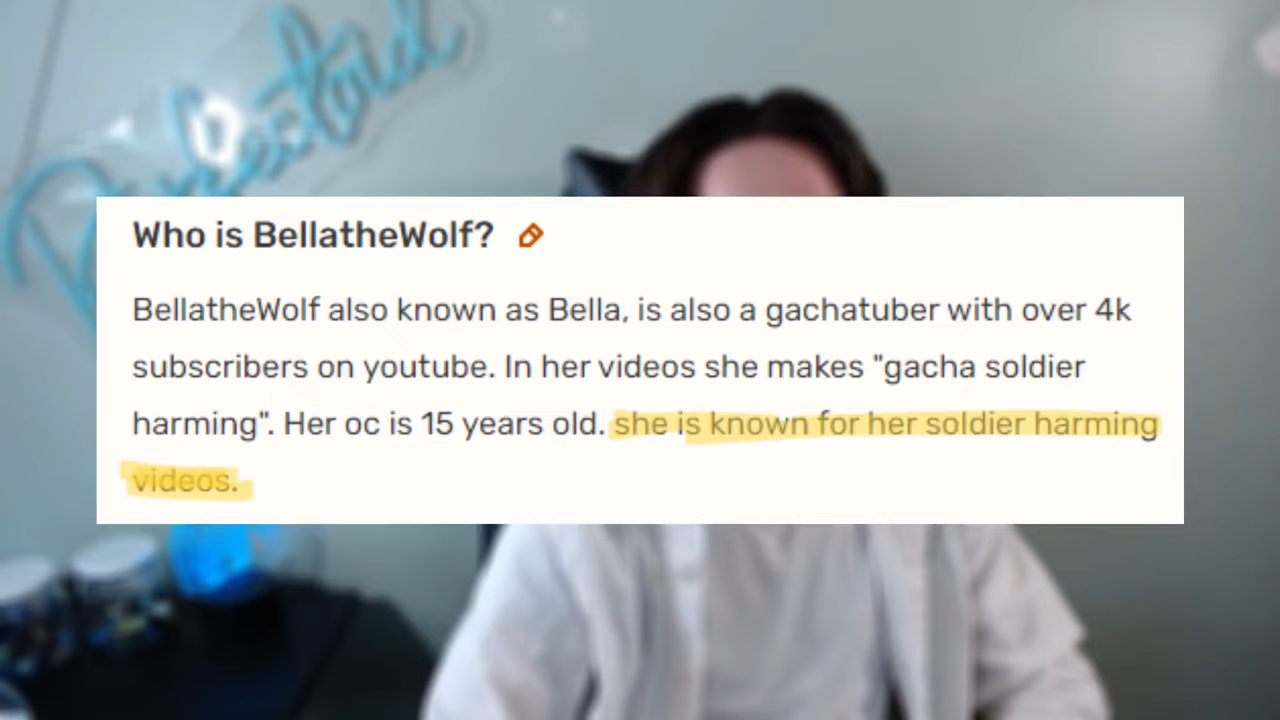 Who is BellatheWolf?
BellatheWolf also known as Bella, is also a gachatuber with over 4k
subscribers on youtube. In her videos she makes "gacha soldier
harming". Her oc is 15 years old. she is known for her soldier harming
videos.